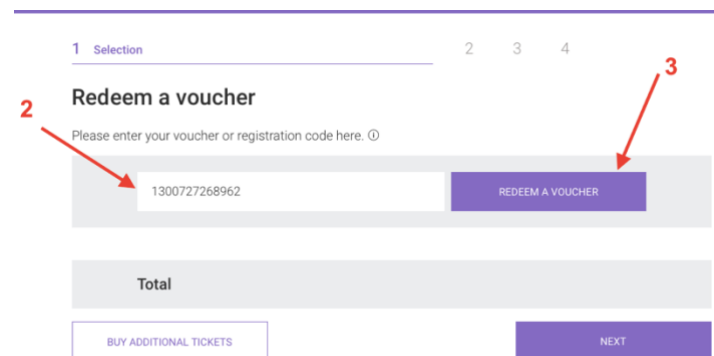 1 Selection 2 3 4
3
Redeem a voucher
2
Please enter your voucher or registration code here. ⓘ
1300727268962 REDEEM A VOUCHER
Total
BUY ADDITIONAL TICKETS NEXT